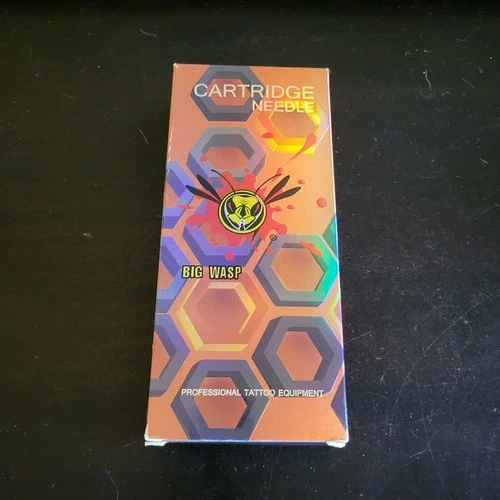 CARTRIDGE
NEEDLE
BIG WASP
PROFESSIONAL TATTOO EQUIPMENT